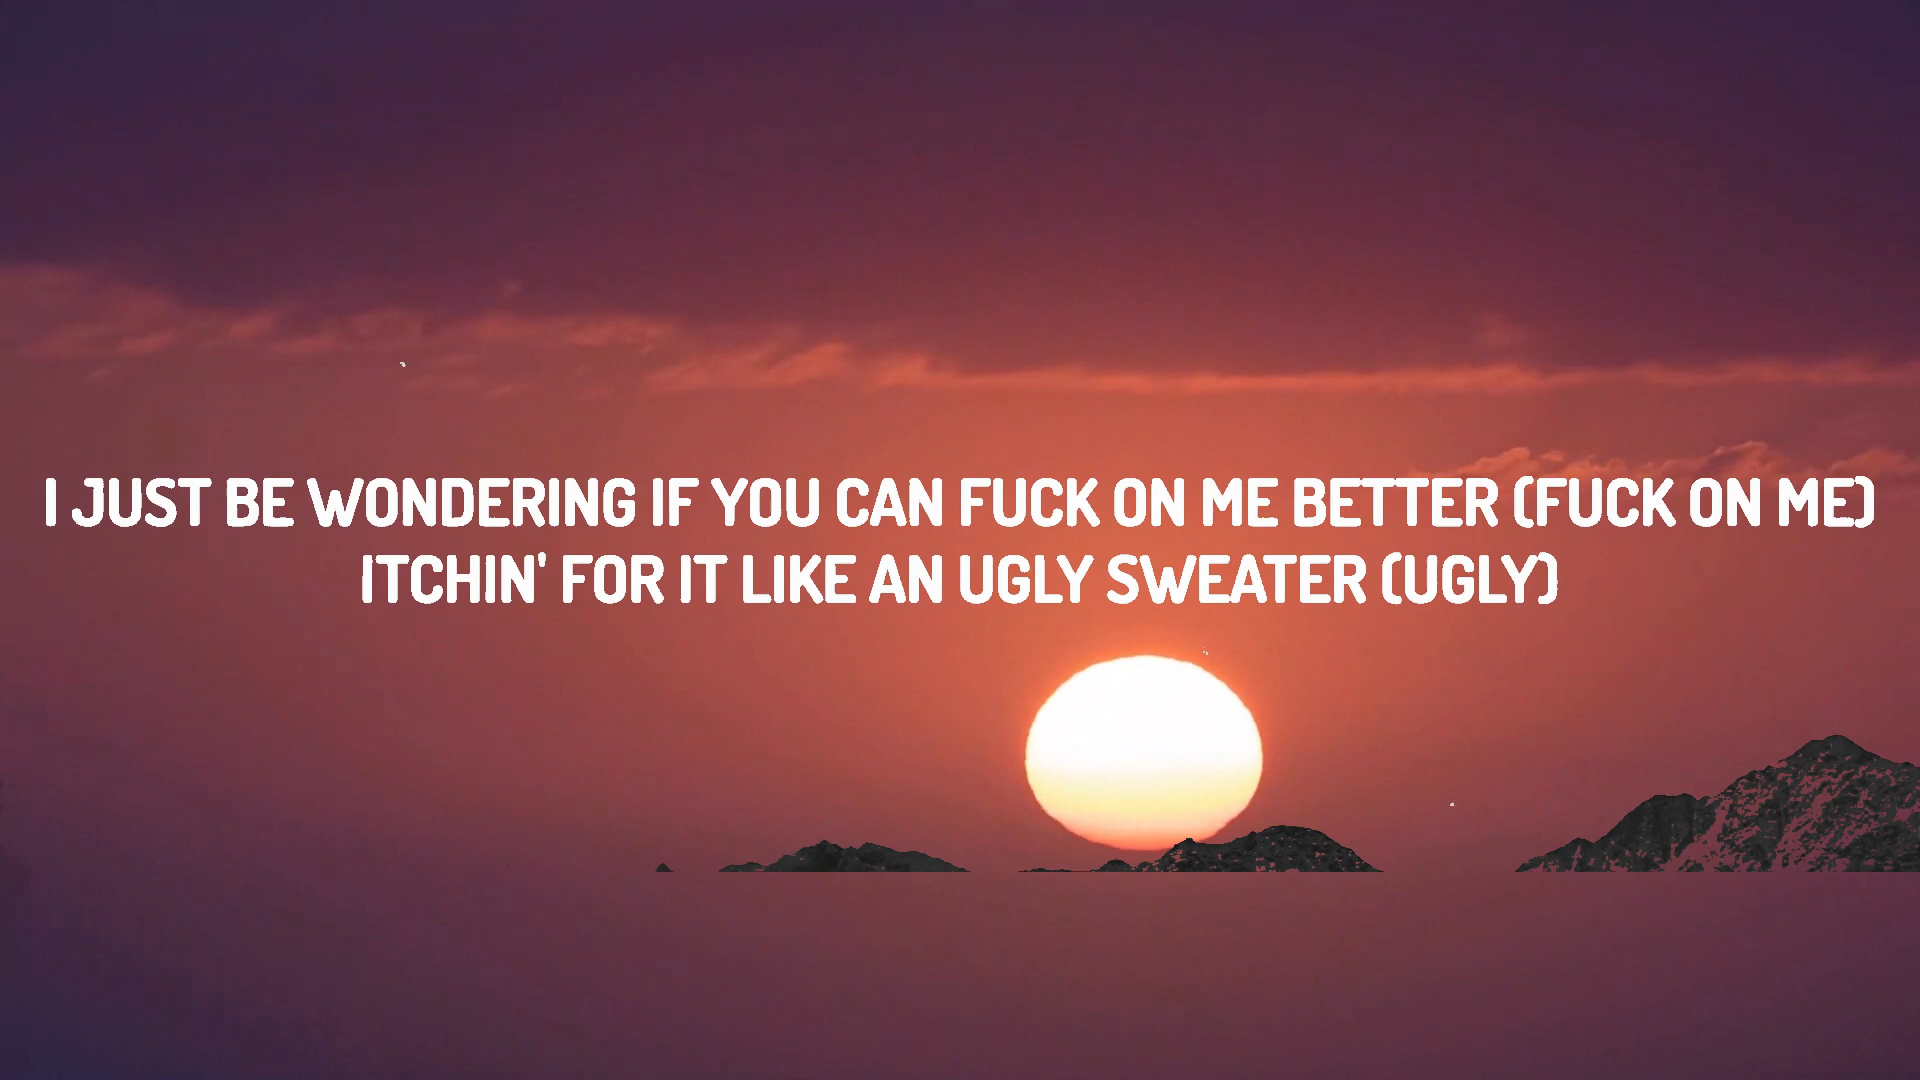 I JUST BE WONDERING IF YOU CAN FUCK ON ME BETTER (FUCK ON ME)
ITCHIN' FOR IT LIKE AN UGLY SWEATER (UGLY)